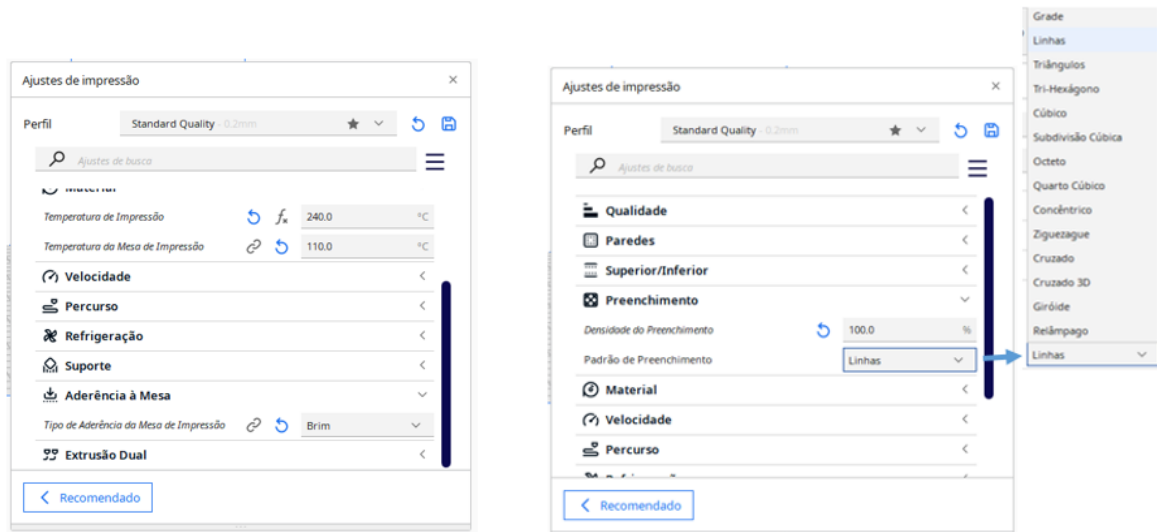 Ajustes de impressão ×
Perfil Standard Quality - 0.2mm
Ajustes de busca
Material
Temperatura de Impressão 240.0 °C
Temperatura da Mesa de Impressão 110.0 °C
Velocidade
Percurso
Refrigeração
Suporte
Aderência à Mesa
Tipo de Aderência da Mesa de Impressão Brim
Extrusão Dual
Recomendado
Ajustes de impressão ×
Perfil Standard Quality - 0.2mm
Ajustes de busca
Qualidade
Paredes
Superior/Inferior
Preenchimento
Densidade do Preenchimento 100.0 %
Padrão de Preenchimento Linhas
Material
Velocidade
Percurso
Recomendado
Grade
Linhas
Triângulos
Tri-Hexágono
Cúbico
Subdivisão Cúbica
Octeto
Quarto Cúbico
Concêntrico
Ziguezague
Cruzado
Cruzado 3D
Giróide
Relâmpago
Linhas